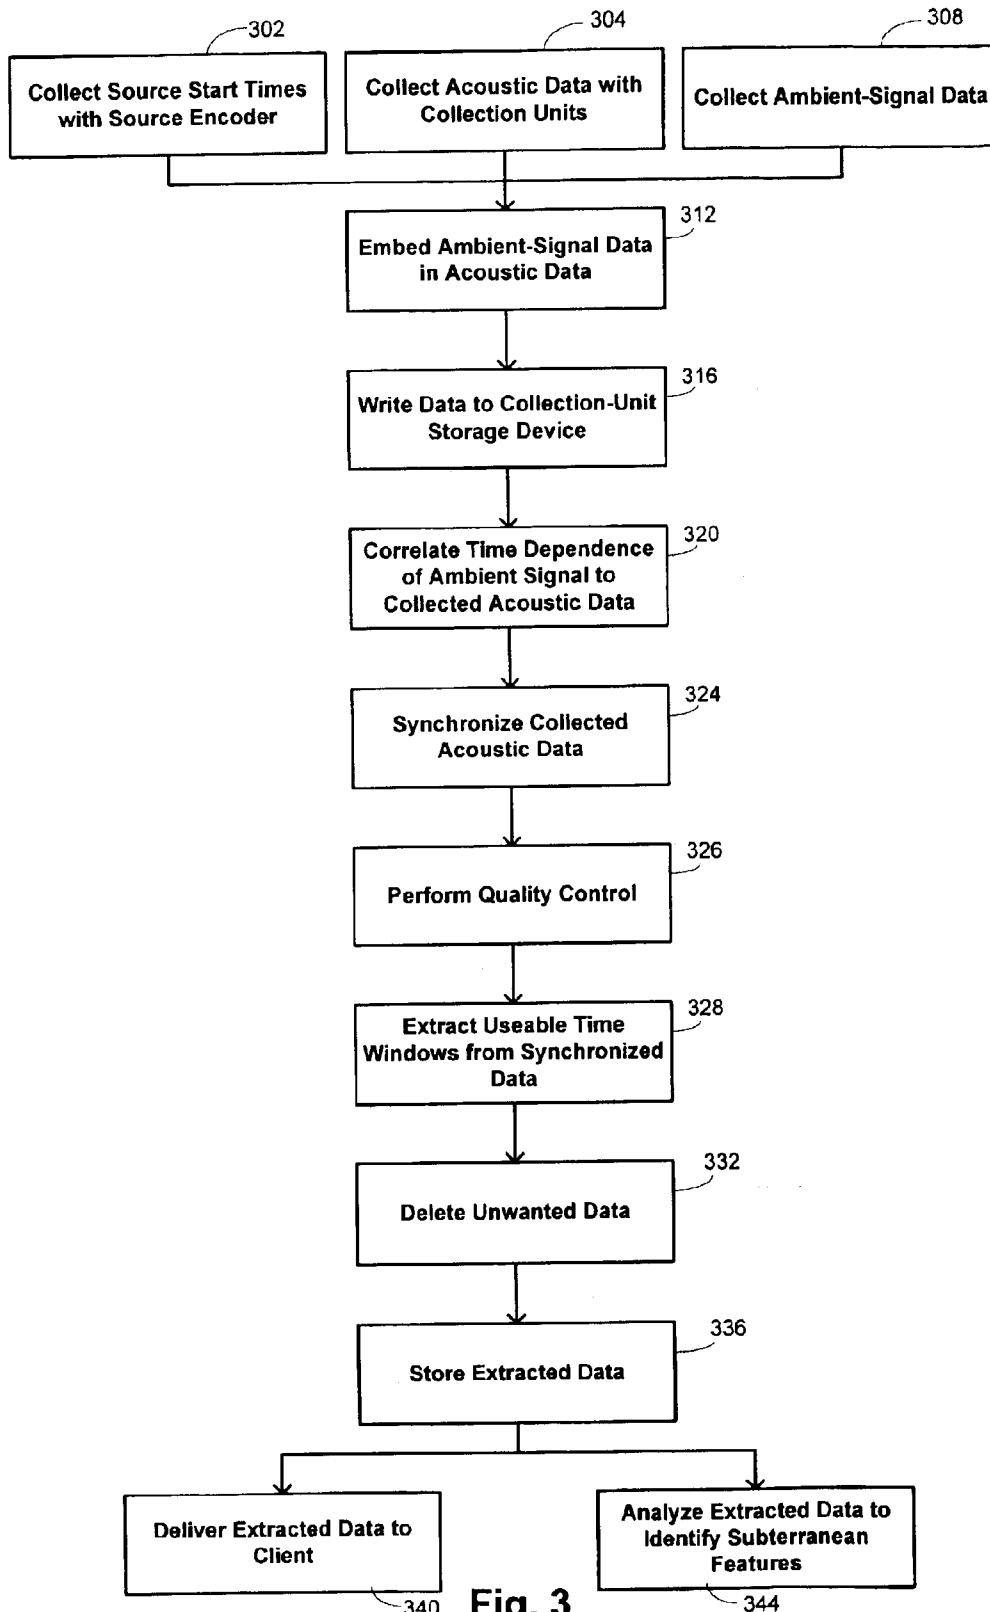 302
304
308
Collect Source Start Times
with Source Encoder
Collect Acoustic Data with
Collection Units
Collect Ambient-Signal Data
312
Embed Ambient-Signal Data
in Acoustic Data
316
Write Data to Collection-Unit
Storage Device
320
Correlate Time Dependence
of Ambient Signal to
Collected Acoustic Data
324
Synchronize Collected
Acoustic Data
326
Perform Quality Control
328
Extract Useable Time
Windows from Synchronized
Data
332
Delete Unwanted Data
336
Store Extracted Data
Deliver Extracted Data to
Client
Analyze Extracted Data to
Identify Subterranean
Features
340
Fig. 3
344